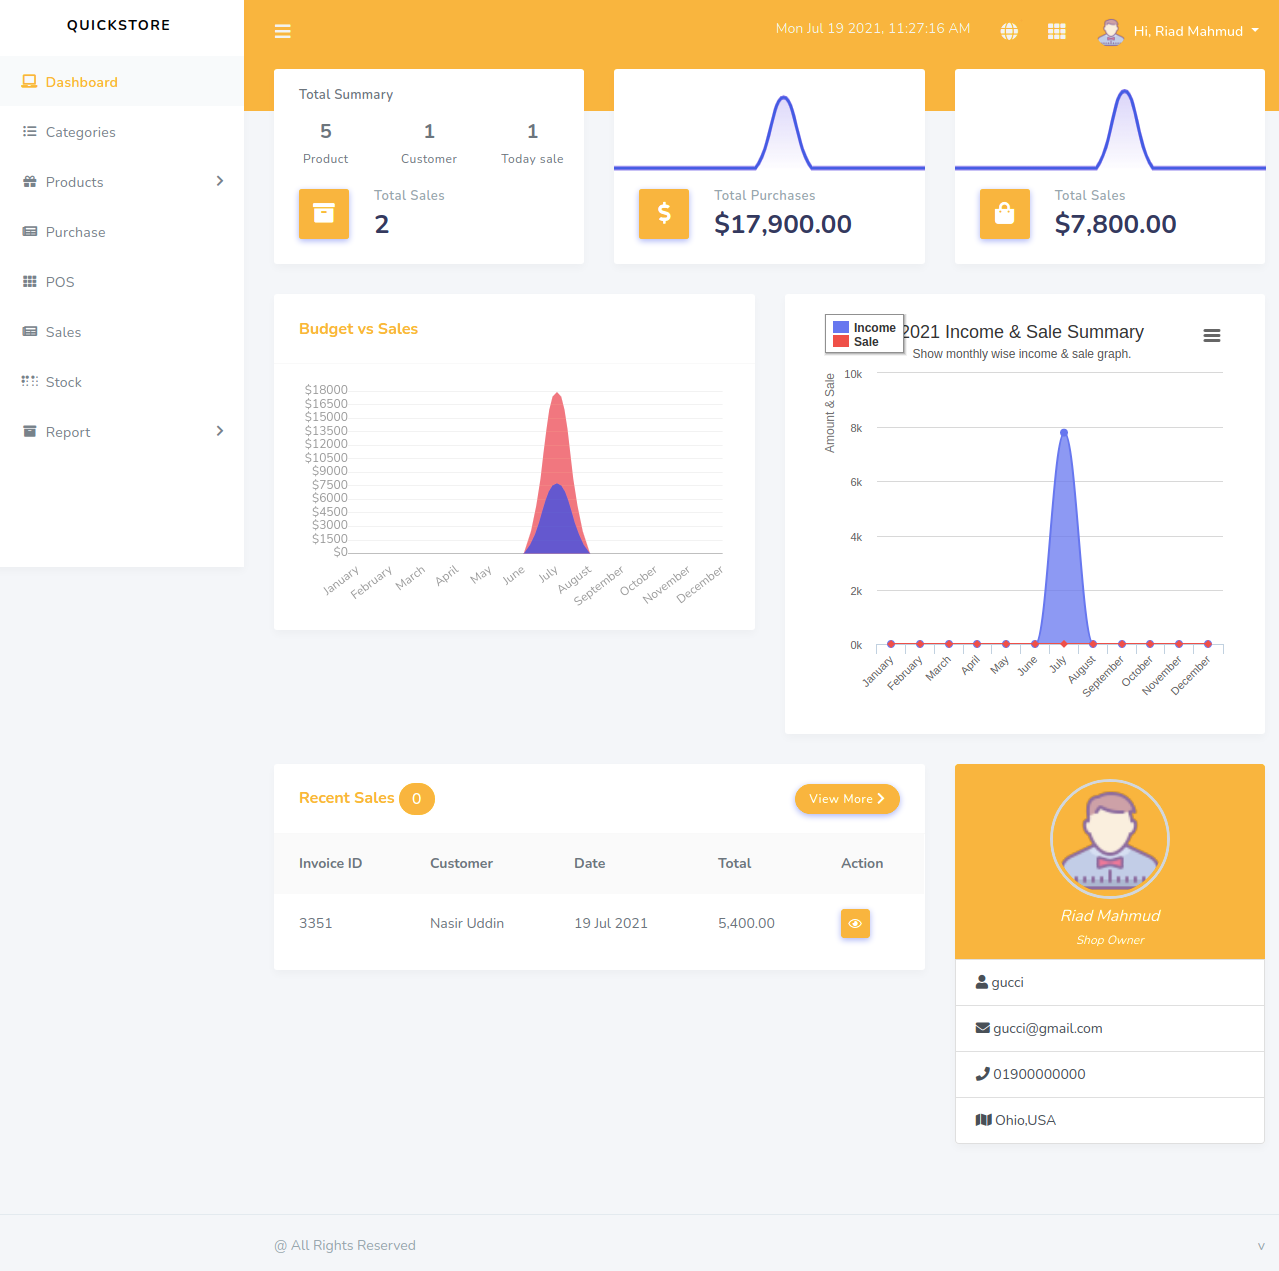 QUICKSTORE
Mon Jul 19 2021, 11:27:16 AM
Hi, Riad Mahmud
Dashboard
Categories
Products
Purchase
POS
Sales
Stock
Report
Total Summary
5 1 1
Product Customer Today sale
Total Sales
2
Total Purchases
$17,900.00
Total Sales
$7,800.00
Budget vs Sales
$18000
$16500
$15000
$13500
$12000
$10500
$9000
$7500
$6000
$4500
$3000
$1500
$0
January February March April May June July August September October November December
Income
Sale
2021 Income & Sale Summary
Show monthly wise income & sale graph.
Amount & Sale
10k
8k
6k
4k
2k
0k
January February March April May June July August September October November December
Recent Sales 0
View More
Invoice ID Customer Date Total Action
3351 Nasir Uddin 19 Jul 2021 5,400.00
Riad Mahmud
Shop Owner
gucci
gucci@gmail.com
01900000000
Ohio,USA
@ All Rights Reserved
v